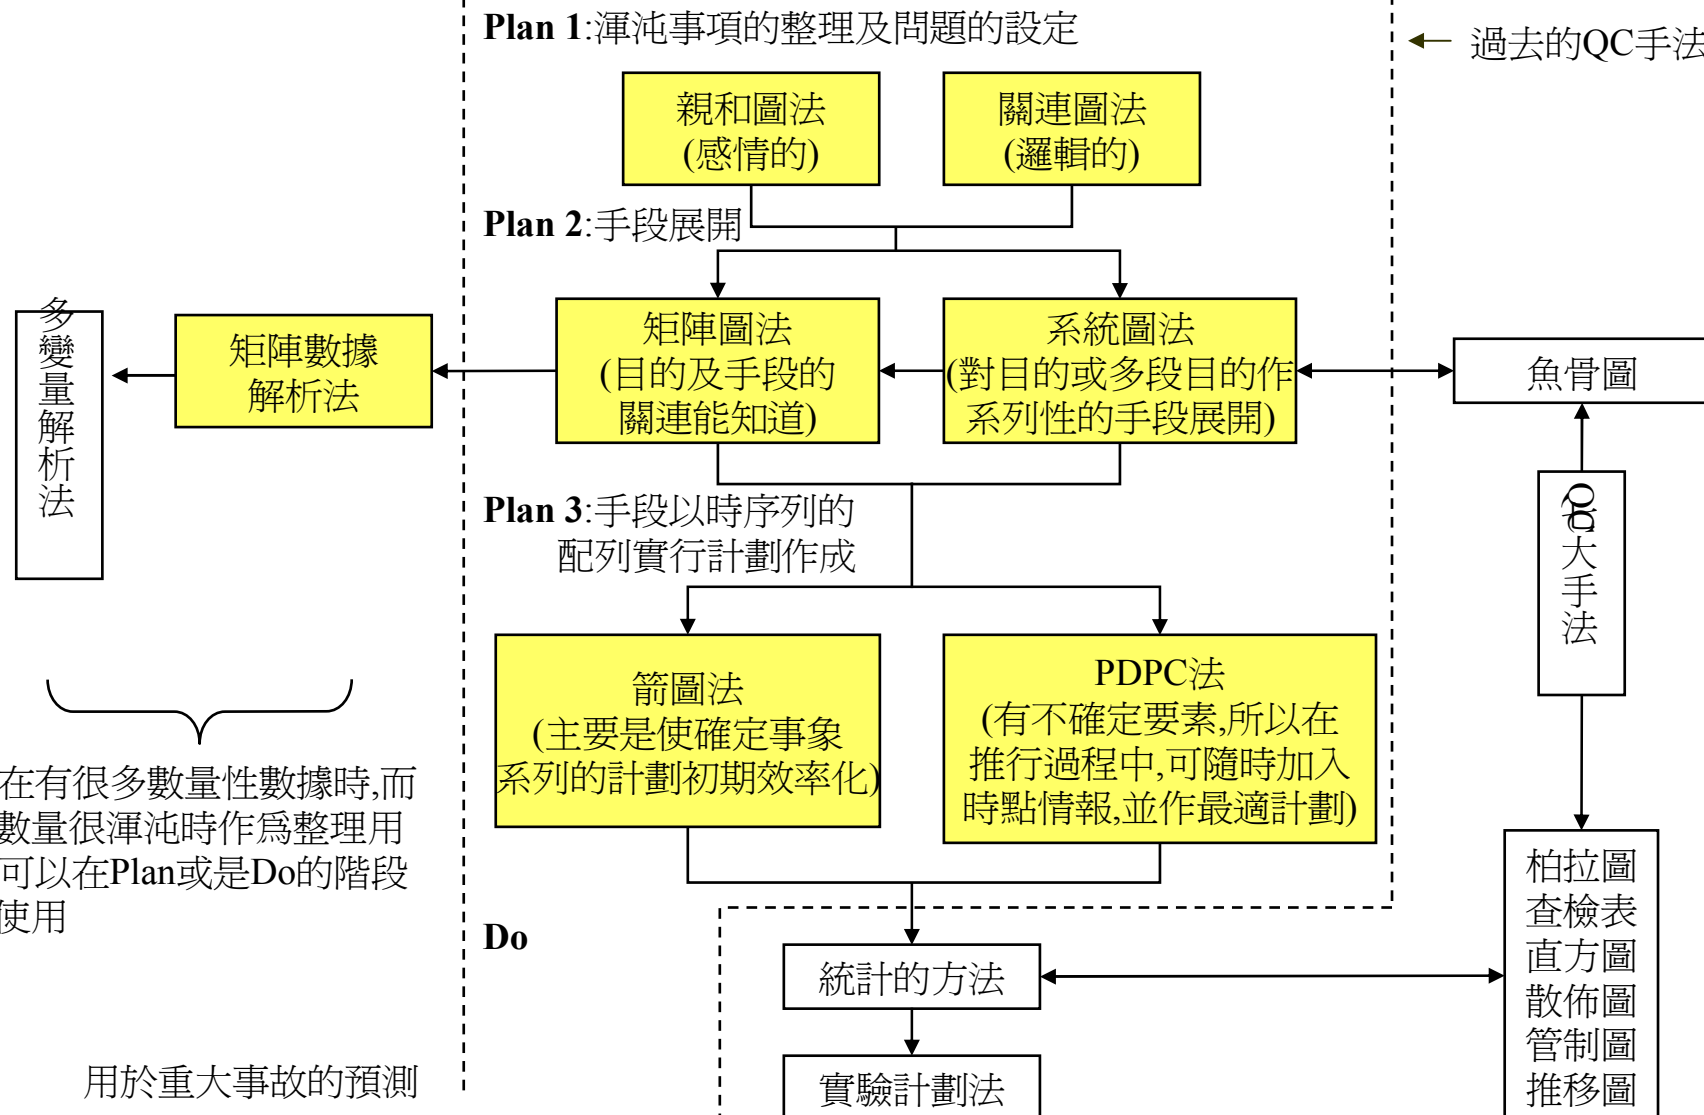 Plan 1:渾沌事項的整理及問題的設定
過去的QC手法
親和圖法
(感情的)
關連圖法
(邏輯的)
Plan 2:手段展開
多變量解析法
矩陣數據
解析法
矩陣圖法
(目的及手段的
關連能知道)
系統圖法
(對目的或多段目的作
系列性的手段展開)
魚骨圖
Plan 3:手段以時序列的
配列實行計劃作成
大手法
箭圖法
(主要是使確定事象
系列的計劃初期效率化)
PDPC法
(有不確定要素,所以在
推行過程中,可隨時加入
時點情報,並作最適計劃)
在有很多數量性數據時,而
數量很渾沌時作爲整理用
可以在Plan或是Do的階段
使用
Do
統計的方法
實驗計劃法
柏拉圖
查檢表
直方圖
散佈圖
管制圖
推移圖
用於重大事故的預測